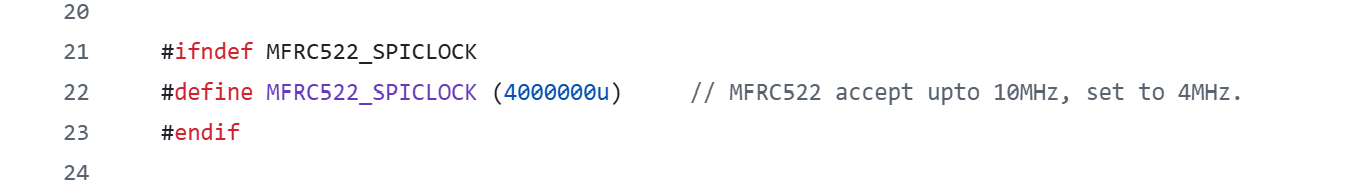 20
21 #ifndef MFRC522_SPICLOCK
22 #define MFRC522_SPICLOCK (4000000u) // MFRC522 accept upto 10MHz, set to 4MHz.
23 #endif
24